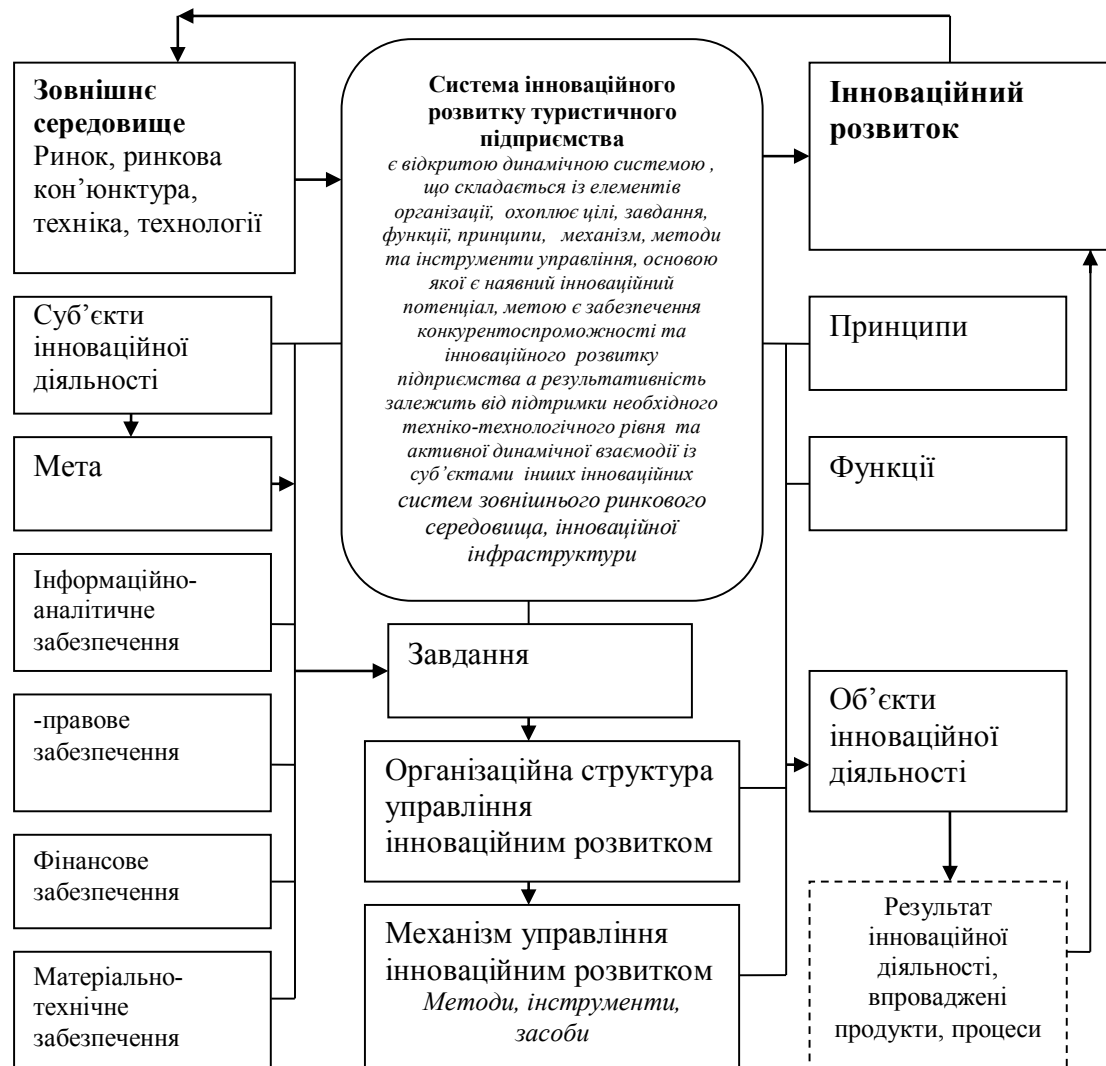 Зовнішнє
середовище
Ринок, ринкова
кон’юнктура,
техніка, технології
Система інноваційного
розвитку туристичного
підприємства
є відкритою динамічною системою ,
що складається із елементів
організації, охоплює цілі, завдання,
функції, принципи, механізм, методи
та інструменти управління, основою
якої є наявний інноваційний
потенціал, метою є забезпечення
конкурентоспроможності та
інноваційного розвитку
підприємства а результативність
залежить від підтримки необхідного
техніко-технологічного рівня та
активної динамічної взаємодії із
суб’єктами інших інноваційних
систем зовнішнього ринкового
середовища, інноваційної
інфраструктури
Інноваційний
розвиток
Суб’єкти
інноваційної
діяльності
Принципи
Мета
Функції
Інформаційно-
аналітичне
забезпечення
Завдання
-правове
забезпечення
Об’єкти
інноваційної
діяльності
Організаційна структура
управління
інноваційним розвитком
Фінансове
забезпечення
Механізм управління
інноваційним розвитком
Методи, інструменти,
засоби
Результат
інноваційної
діяльності,
впроваджені
продукти, процеси
Матеріально-
технічне
забезпечення